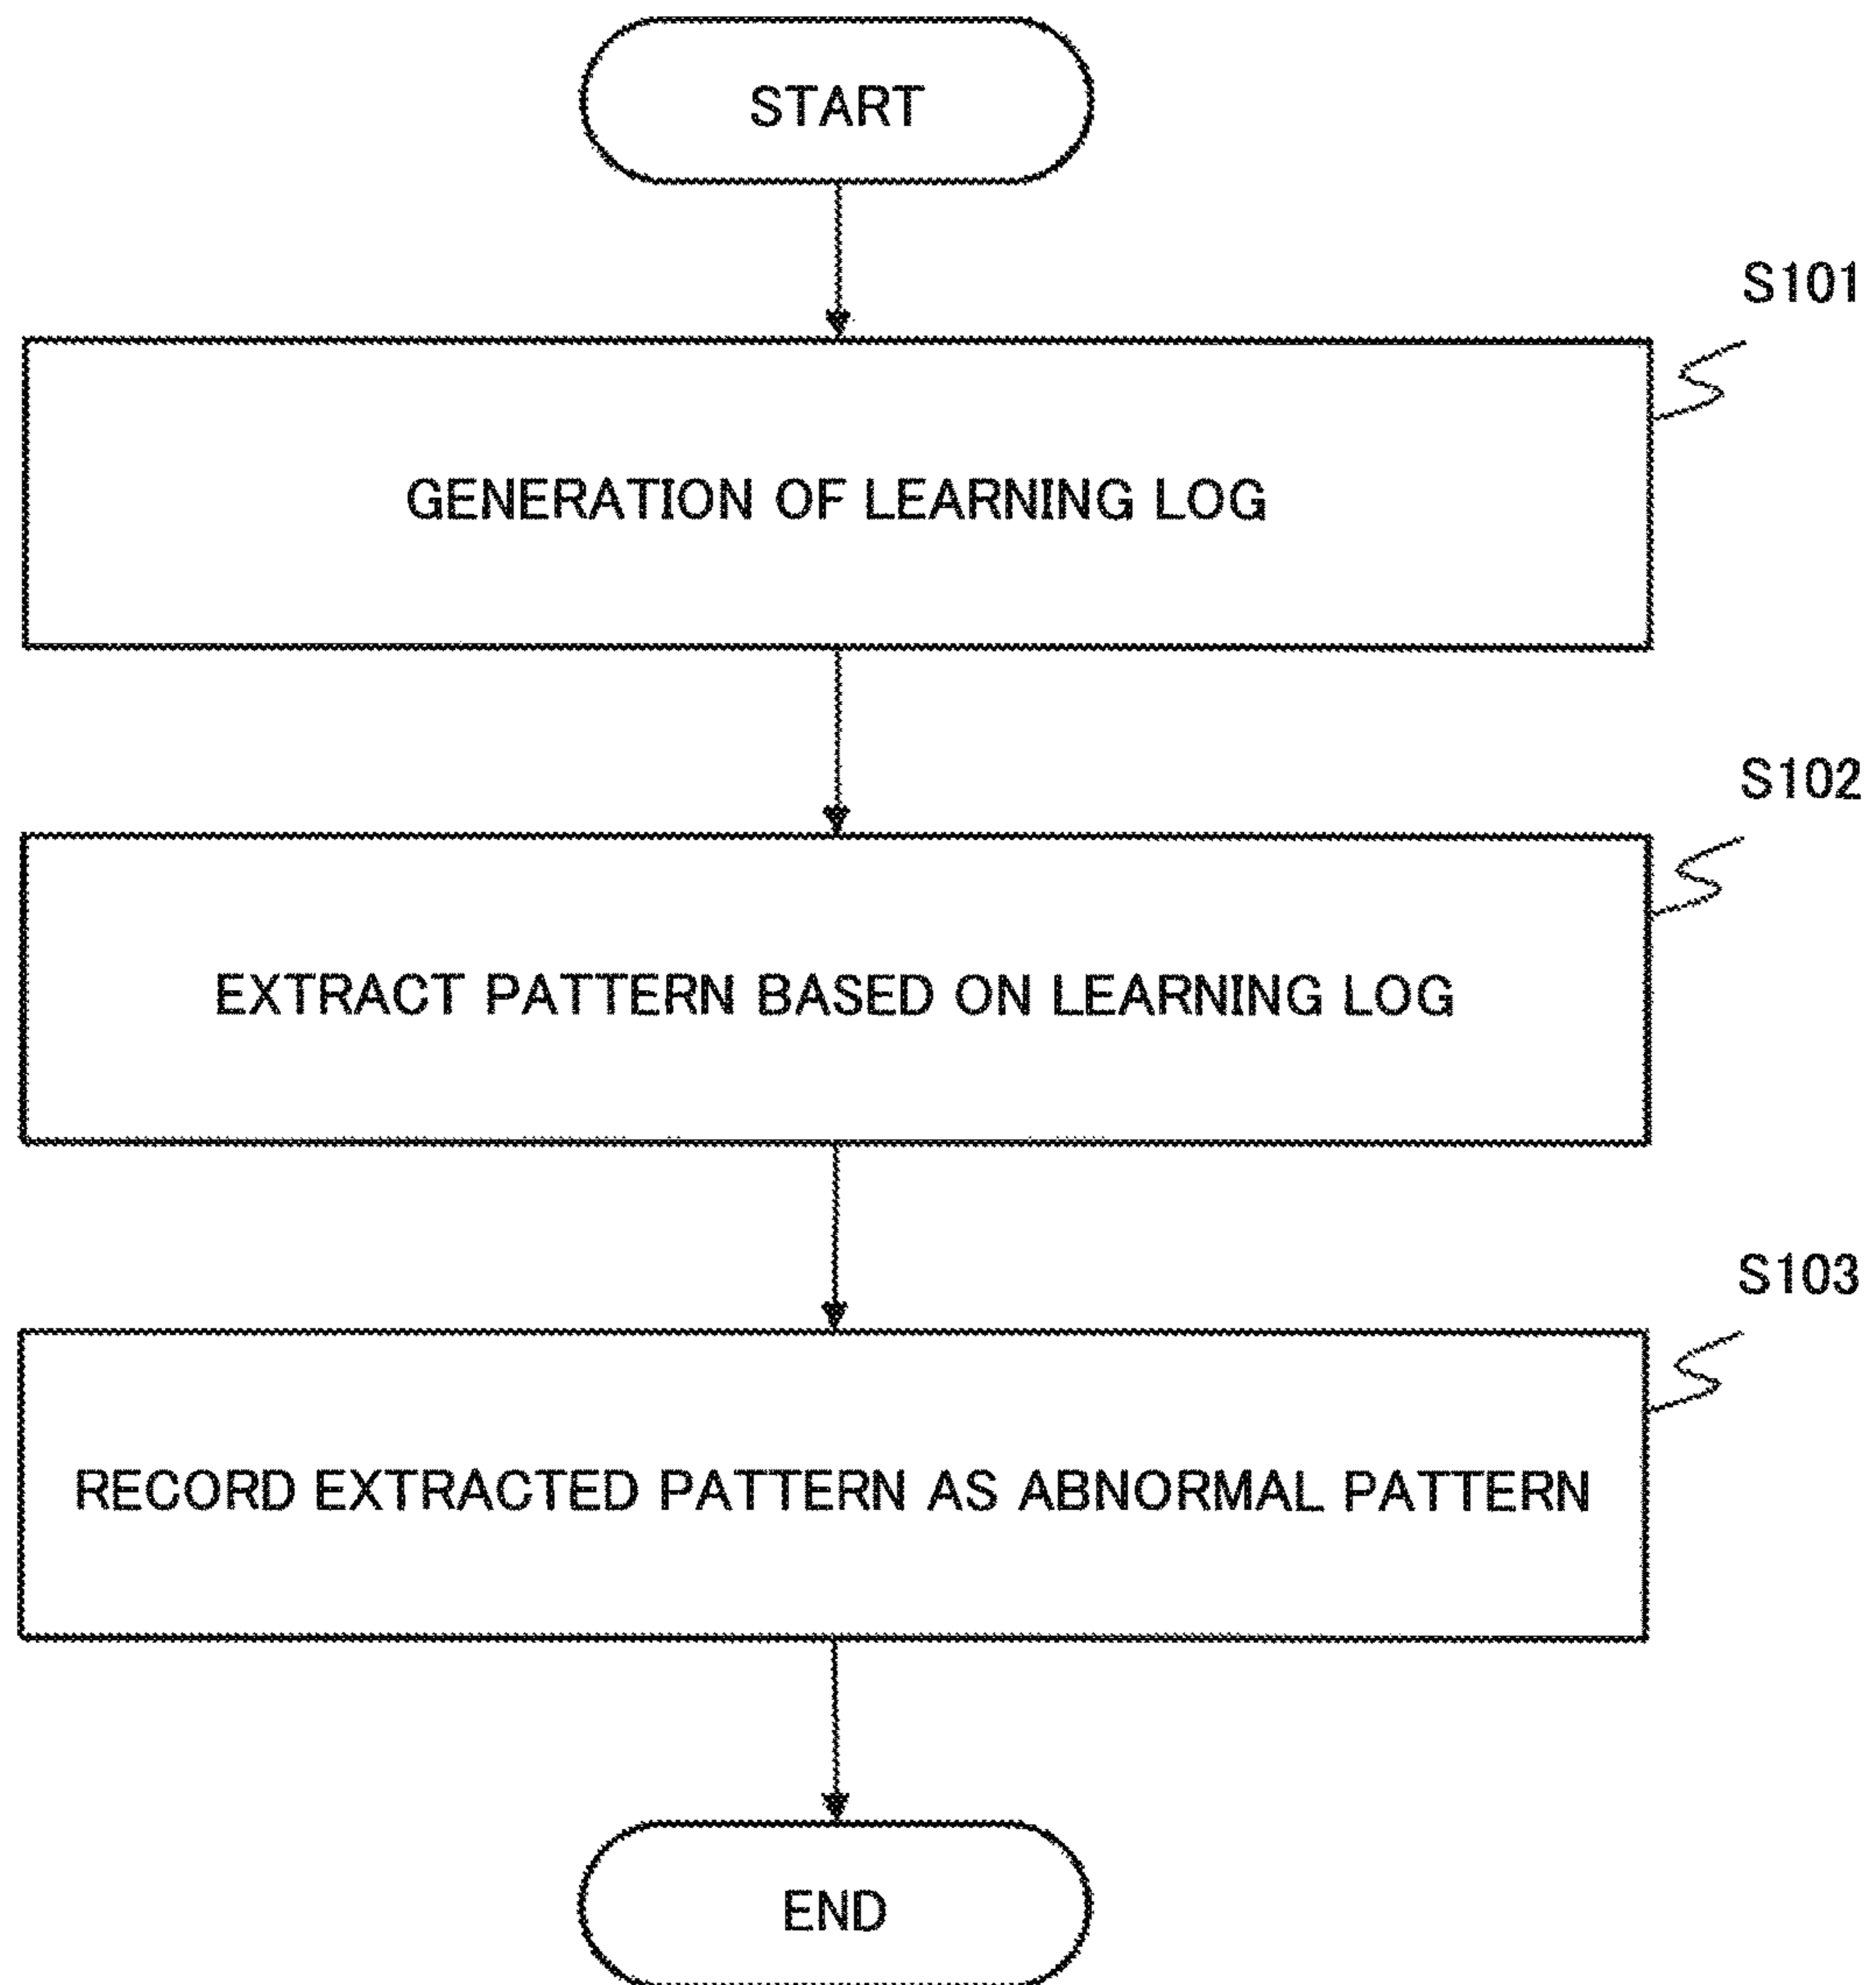 START
S101
GENERATION OF LEARNING LOG
S102
EXTRACT PATTERN BASED ON LEARNING LOG
S103
RECORD EXTRACTED PATTERN AS ABNORMAL PATTERN
END